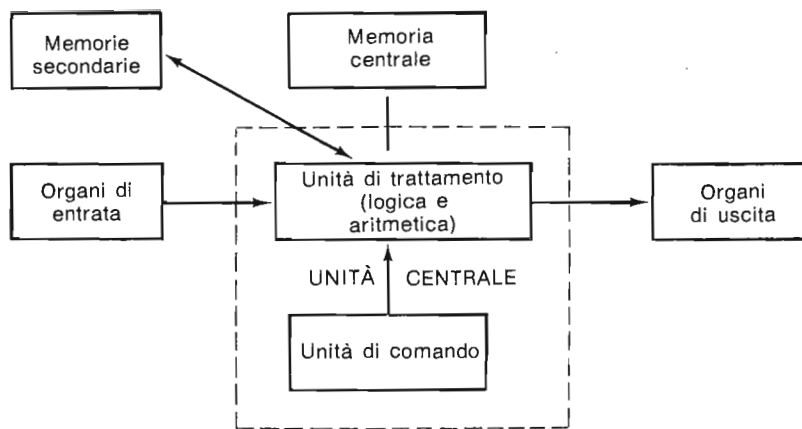 Memorie
secondarie
Memoria
centrale
Organi di
entrata
Unità di trattamento
(logica e
aritmetica)
Organi
di uscita
UNITÀ CENTRALE
Unità di comando